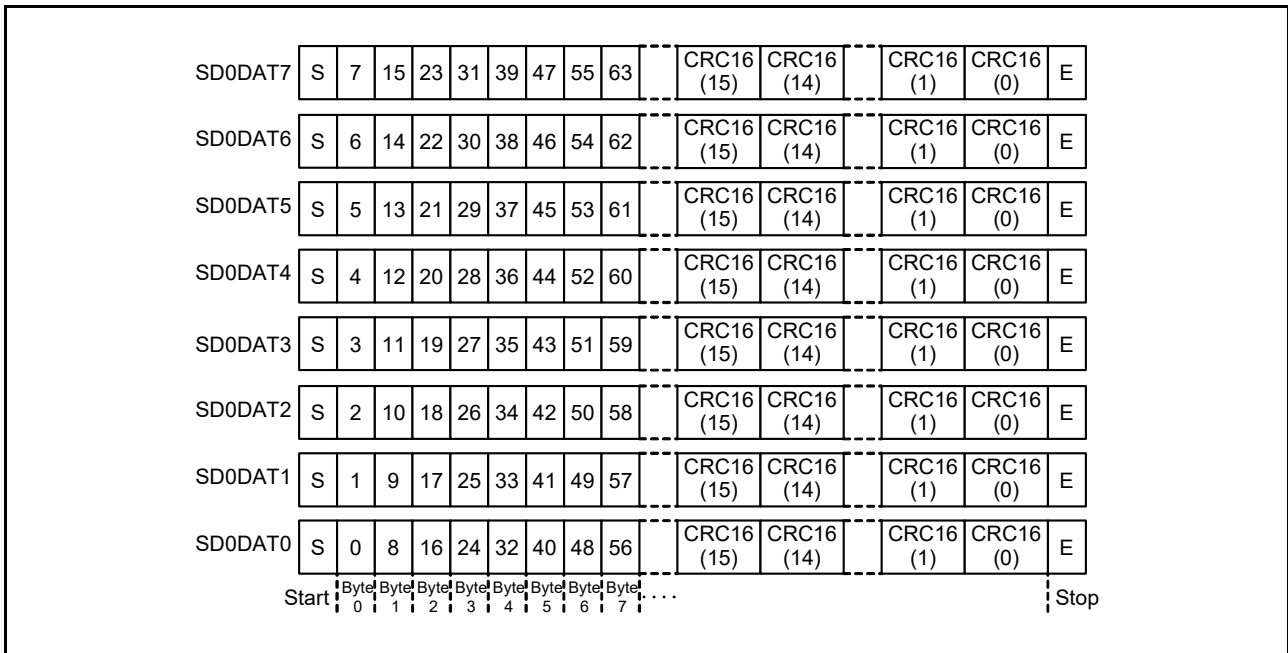 SD0DAT7 S 7 15 23 31 39 47 55 63 CRC16 (15) CRC16 (14) CRC16 (1) CRC16 (0) E
SD0DAT6 S 6 14 22 30 38 46 54 62 CRC16 (15) CRC16 (14) CRC16 (1) CRC16 (0) E
SD0DAT5 S 5 13 21 29 37 45 53 61 CRC16 (15) CRC16 (14) CRC16 (1) CRC16 (0) E
SD0DAT4 S 4 12 20 28 36 44 52 60 CRC16 (15) CRC16 (14) CRC16 (1) CRC16 (0) E
SD0DAT3 S 3 11 19 27 35 43 51 59 CRC16 (15) CRC16 (14) CRC16 (1) CRC16 (0) E
SD0DAT2 S 2 10 18 26 34 42 50 58 CRC16 (15) CRC16 (14) CRC16 (1) CRC16 (0) E
SD0DAT1 S 1 9 17 25 33 41 49 57 CRC16 (15) CRC16 (14) CRC16 (1) CRC16 (0) E
SD0DAT0 S 0 8 16 24 32 40 48 56 CRC16 (15) CRC16 (14) CRC16 (1) CRC16 (0) E
Start Byte 0 Byte 1 Byte 2 Byte 3 Byte 4 Byte 5 Byte 6 Byte 7 .... Stop